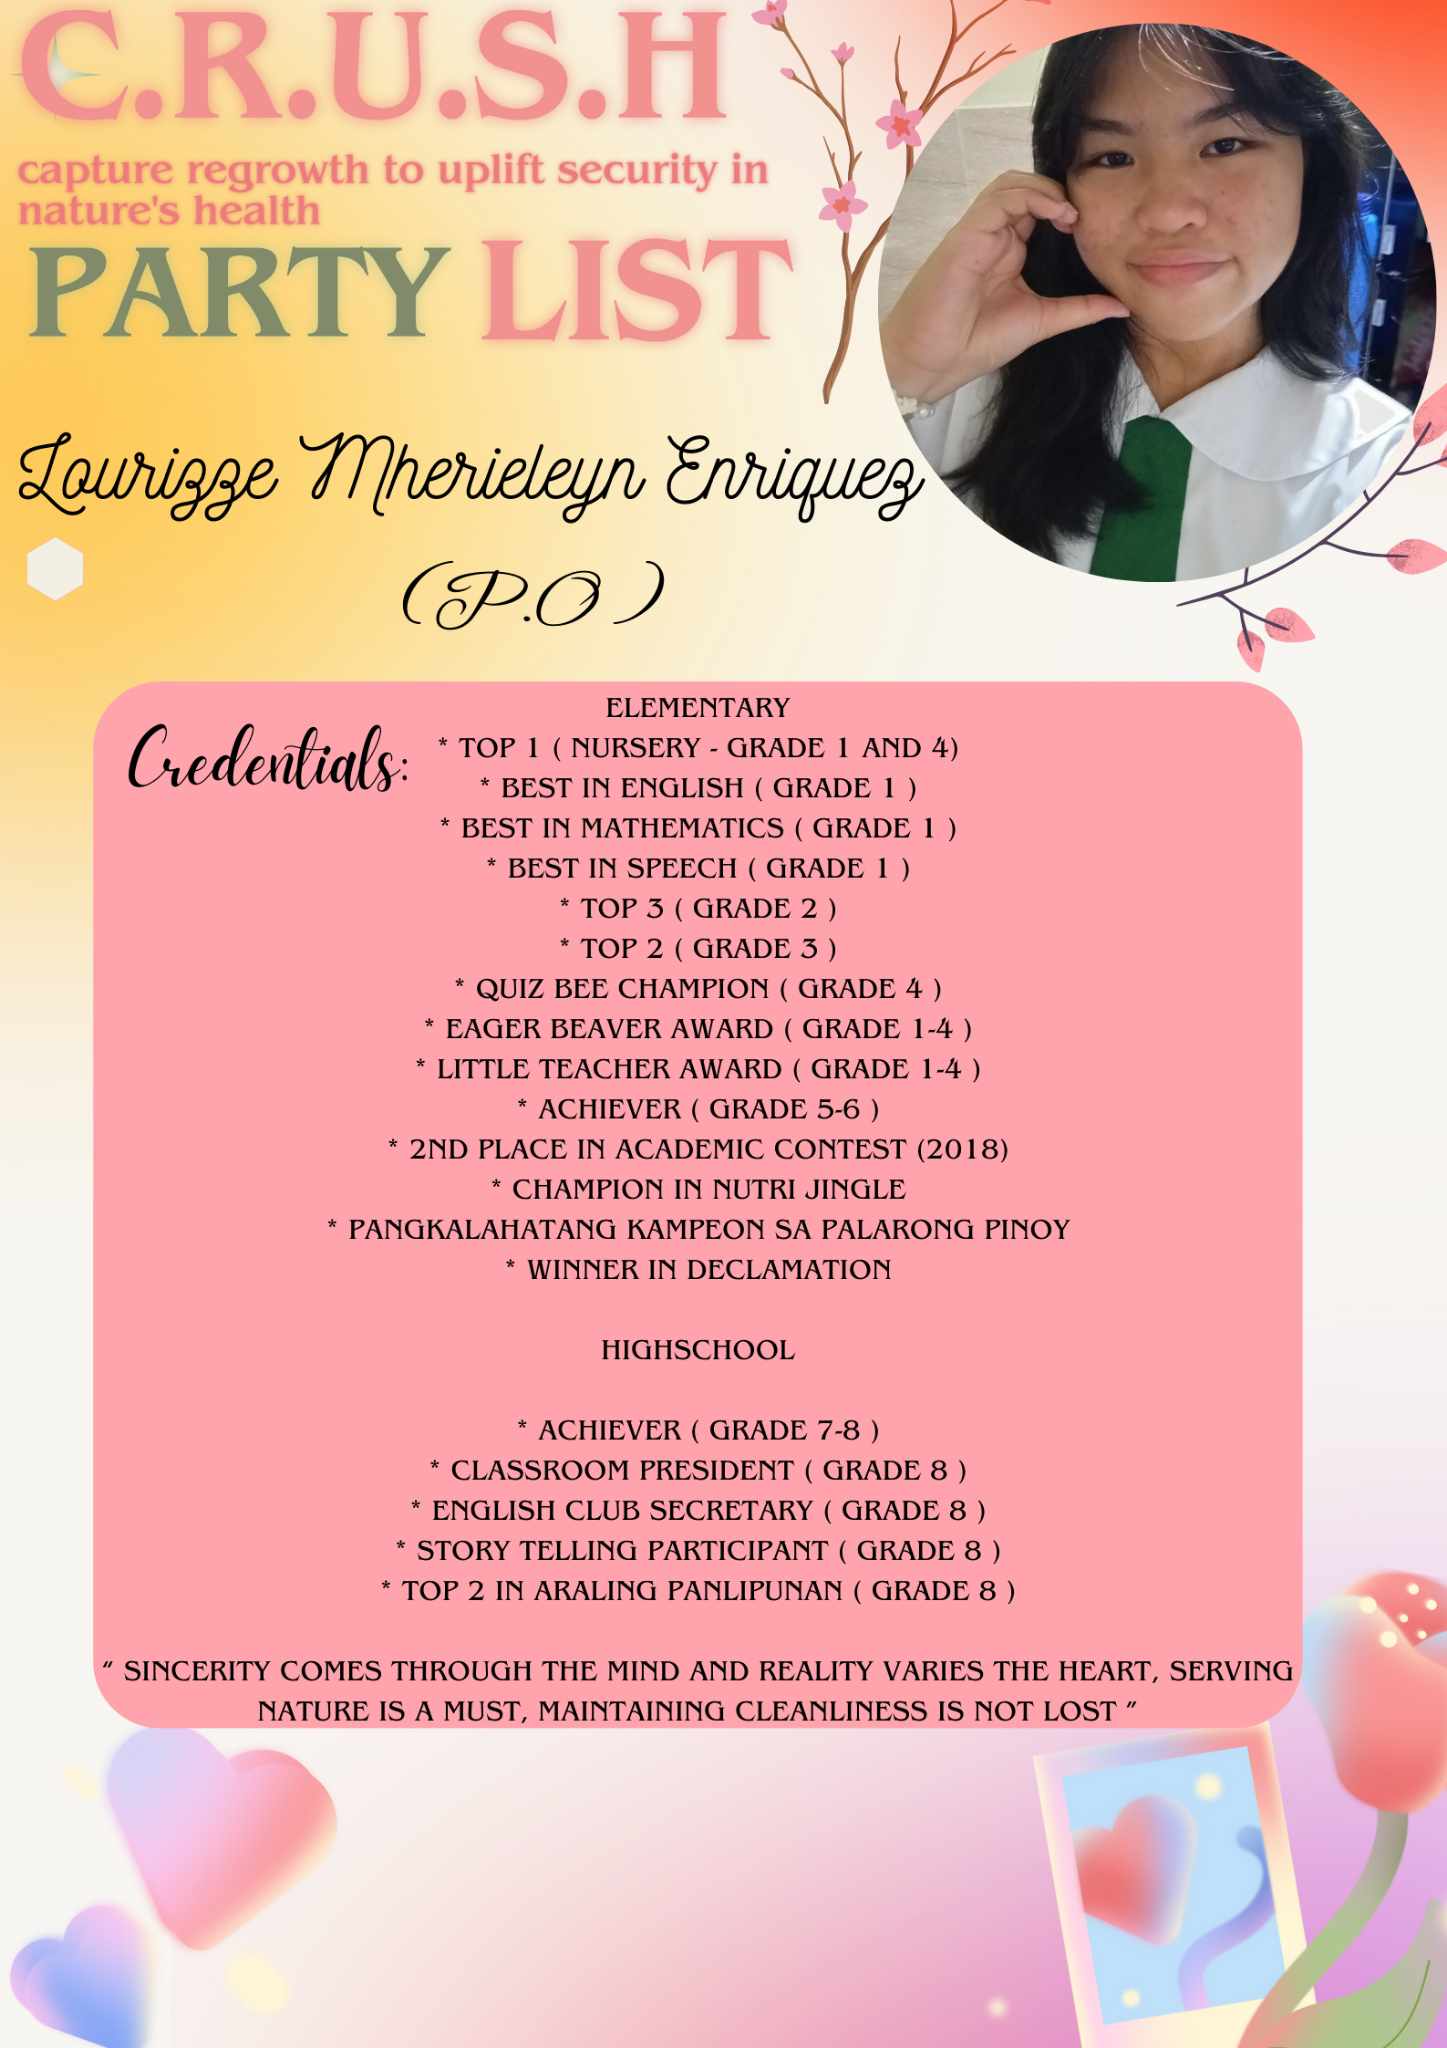 C.R.U.S.H
capture regrowth to uplift security in
nature's health
PARTY LIST
Lourizze Mherieleyn Enriquez
(P.O)
Credentials:
ELEMENTARY
* TOP 1 ( NURSERY - GRADE 1 AND 4)
* BEST IN ENGLISH ( GRADE 1 )
* BEST IN MATHEMATICS ( GRADE 1 )
* BEST IN SPEECH ( GRADE 1 )
* TOP 3 ( GRADE 2 )
* TOP 2 ( GRADE 3 )
* QUIZ BEE CHAMPION ( GRADE 4 )
* EAGER BEAVER AWARD ( GRADE 1-4 )
* LITTLE TEACHER AWARD ( GRADE 1-4 )
* ACHIEVER ( GRADE 5-6 )
* 2ND PLACE IN ACADEMIC CONTEST (2018)
* CHAMPION IN NUTRI JINGLE
* PANGKALAHATANG KAMPEON SA PALARONG PINOY
* WINNER IN DECLAMATION
HIGHSCHOOL
* ACHIEVER ( GRADE 7-8 )
* CLASSROOM PRESIDENT ( GRADE 8 )
* ENGLISH CLUB SECRETARY ( GRADE 8 )
* STORY TELLING PARTICIPANT ( GRADE 8 )
* TOP 2 IN ARALING PANLIPUNAN ( GRADE 8 )
“ SINCERITY COMES THROUGH THE MIND AND REALITY VARIES THE HEART, SERVING
NATURE IS A MUST, MAINTAINING CLEANLINESS IS NOT LOST ”